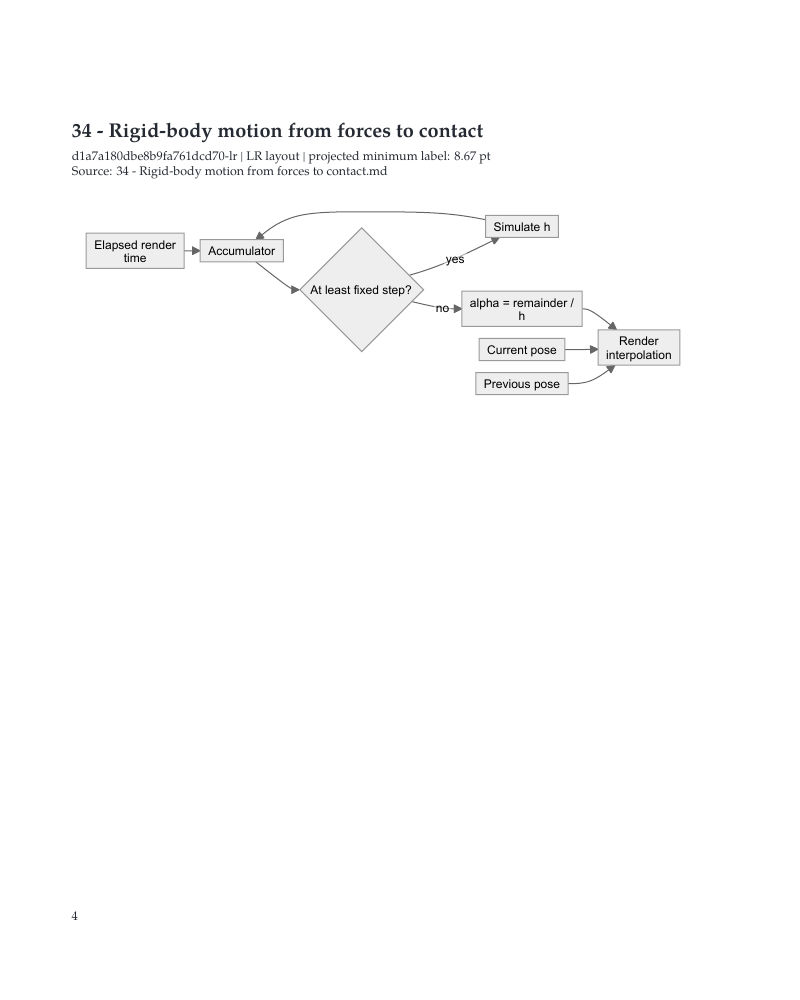 34 - Rigid-body motion from forces to contact
d1a7a180dbe8b9fa761dcd70-lr | LR layout | projected minimum label: 8.67 pt
Source: 34 - Rigid-body motion from forces to contact.md
Elapsed render
time
Accumulator
At least fixed step?
yes
Simulate h
no
alpha = remainder /
h
Current pose
Previous pose
Render
interpolation
4